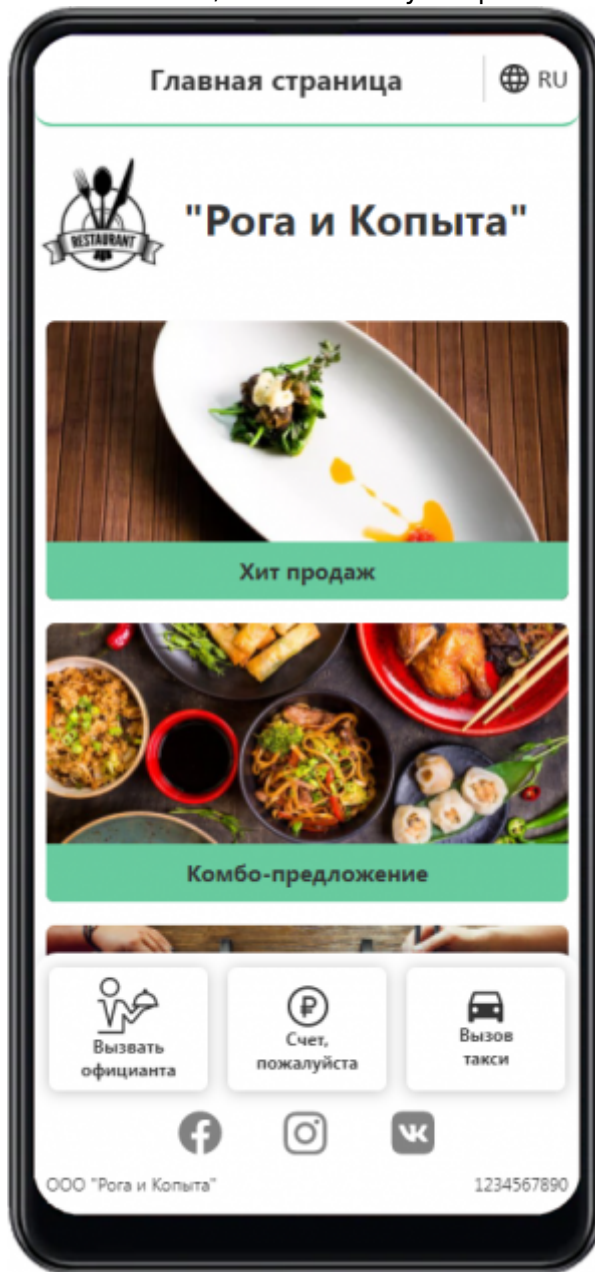 Главная страница
RU
RESTAURANT
"Рога и Копыта"
Хит продаж
Комбо-предложение
Вызвать
официанта
Счет,
пожалуйста
Вызов
такси
ООО "Рога и Копыта"
1234567890